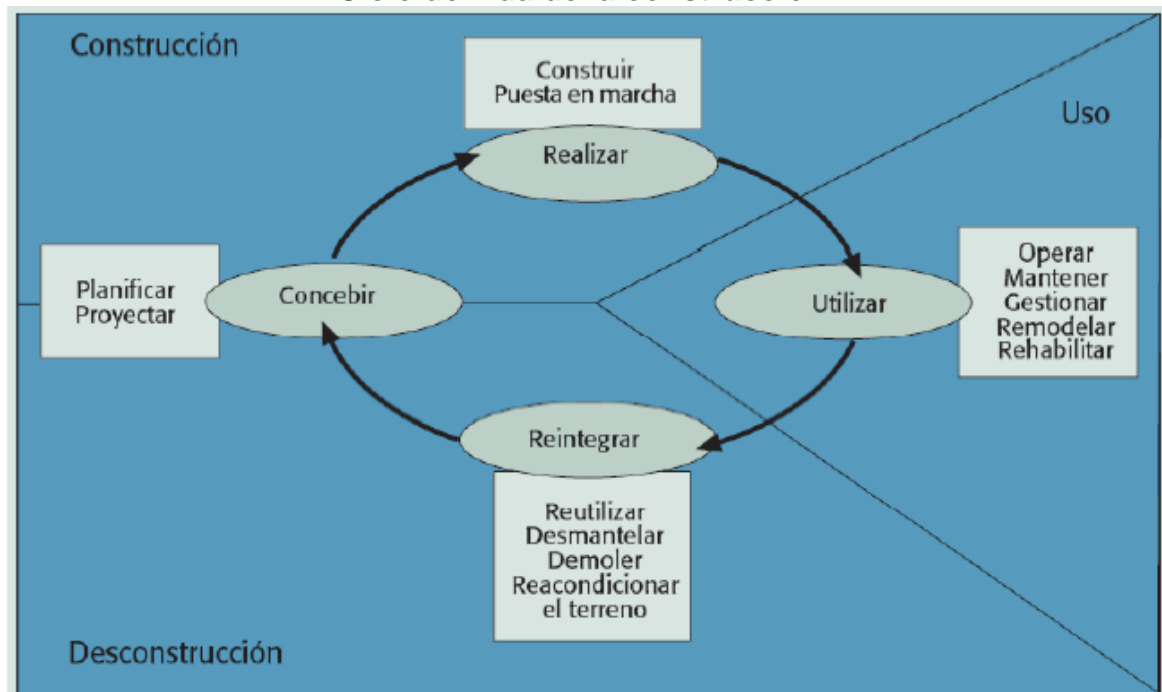 Construcción
Construir
Puesta en marcha
Realizar
Uso
Planificar
Proyectar
Concebir
Utilizar
Operar
Mantener
Gestionar
Remodelar
Rehabilitar
Reintegrar
Reutilizar
Desmantelar
Demoler
Reacondicionar
el terreno
Desconstrucción